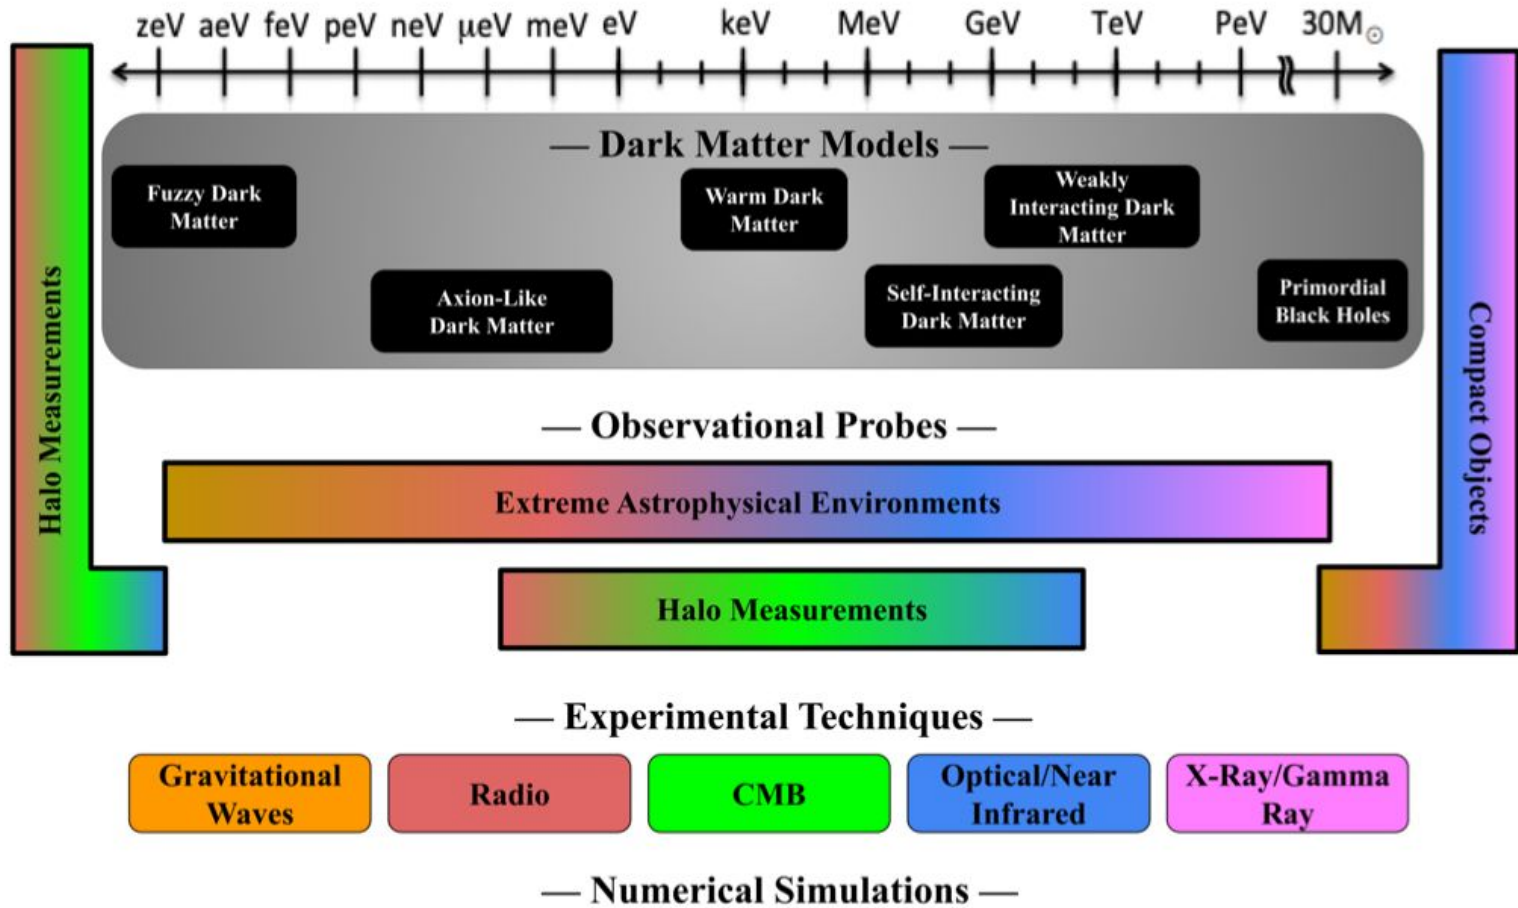 zeV aeV feV peV neV μeV meV eV keV MeV GeV TeV PeV 30M☉
— Dark Matter Models —
Fuzzy Dark
Matter
Warm Dark
Matter
Weakly
Interacting Dark
Matter
Axion-Like
Dark Matter
Self-Interacting
Dark Matter
Primordial
Black Holes
Halo Measurements
Compact Objects
— Observational Probes —
Extreme Astrophysical Environments
Halo Measurements
— Experimental Techniques —
Gravitational
Waves
Radio
CMB
Optical/Near
Infrared
X-Ray/Gamma
Ray
— Numerical Simulations —